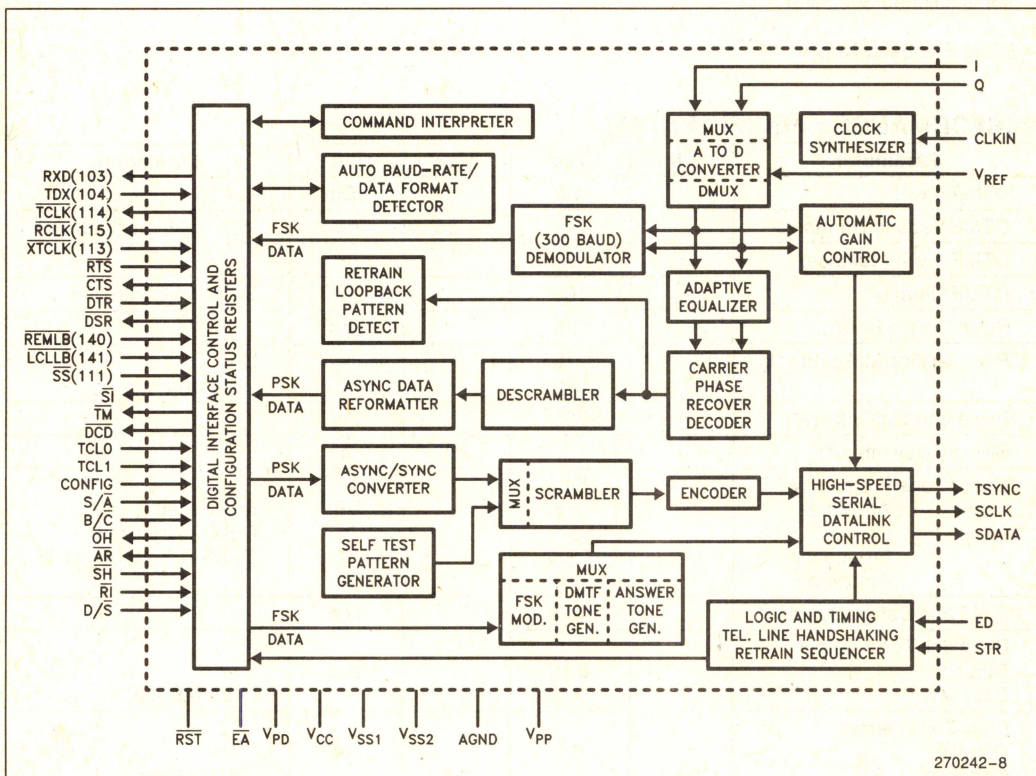 I
Q
CLKIN
VREF
RXD(103)
TDX(104)
TCLK(114)
RCLK(115)
XTCLK(113)
RTS
CTS
DTR
DSR
REMLB(140)
LCLLB(141)
SS(111)
SI
TM
DCD
TCL0
TCL1
CONFIG
S/A
B/C
OH
AR
SH
RI
D/S
DIGITAL INTERFACE CONTROL AND
CONFIGURATION STATUS REGISTERS
COMMAND INTERPRETER
AUTO BAUD-RATE/
DATA FORMAT
DETECTOR
FSK
DATA
RETRAIN
LOOPBACK
PATTERN
DETECT
PSK
DATA
ASYNC DATA
REFORMATTER
DESCRAMBLER
PSK
DATA
ASYNC/SYNC
CONVERTER
SELF TEST
PATTERN
GENERATOR
FSK
DATA
MUX
A TO D
CONVERTER
DMUX
CLOCK
SYNTHESIZER
FSK
(300 BAUD)
DEMODULATOR
AUTOMATIC
GAIN
CONTROL
ADAPTIVE
EQUALIZER
CARRIER
PHASE
RECOVER
DECODER
MUX
SCRAMBLER
ENCODER
HIGH-SPEED
SERIAL
DATALINK
CONTROL
MUX
FSK
MOD.
DMTF
TONE
GEN.
ANSWER
TONE
GEN.
LOGIC AND TIMING
TEL. LINE HANDSHAKING
RETRAIN SEQUENCER
TSYNC
SCLK
SDATA
ED
STR
RST
EA
VPD
VCC
VSS1
VSS2
AGND
VPP
270242-8